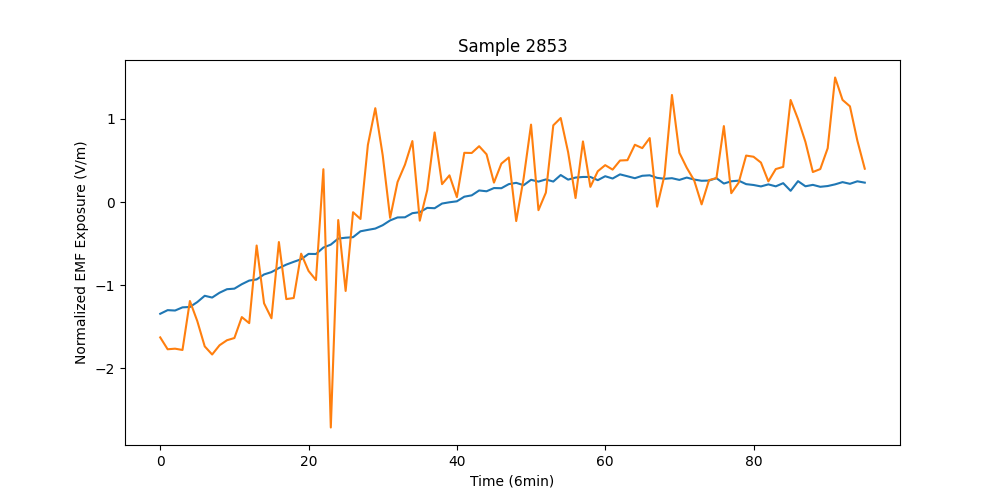 Sample 2853
Normalized EMF Exposure (V/m)
1
0
−1
−2
0 20 40 60 80
Time (6min)